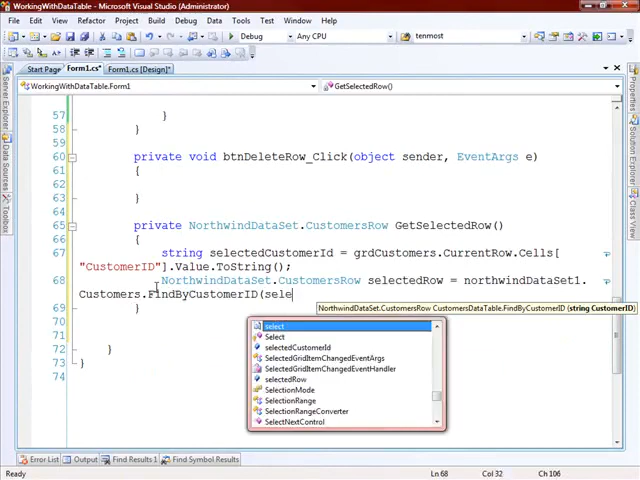 WorkingWithDataTable - Microsoft Visual Studio (Administrator)
File Edit View Refactor Project Build Debug Data Tools Test Window Help
Debug Any CPU tenmost
Start Page Form1.cs* Form1.cs [Design]*
WorkingWithDataTable.Form1 GetSelectedRow()
57 }
58 }
59
60 private void btnDeleteRow_Click(object sender, EventArgs e)
61 {
62
63 }
64
65 private NorthwindDataSet.CustomersRow GetSelectedRow()
66 {
67 string selectedCustomerId = grdCustomers.CurrentRow.Cells[
"CustomerID"].Value.ToString();
68 NorthwindDataSet.CustomersRow selectedRow = northwindDataSet1.
Customers.FindByCustomerID(sele
NorthwindDataSet.CustomersRow CustomersDataTable.FindByCustomerID (string CustomerID)
69 }
70
71
72 }
73 }
74
select
Select
selectedCustomerId
SelectedGridItemChangedEventArgs
SelectedGridItemChangedEventHandler
selectedRow
SelectionMode
SelectionRange
SelectionRangeConverter
SelectNextControl
Server Explorer
Data Sources
Toolbox
Properties
Solution Explorer
Class View
Error List Output Find Results 1 Find Symbol Results
Ready Ln 68 Col 32 Ch 106